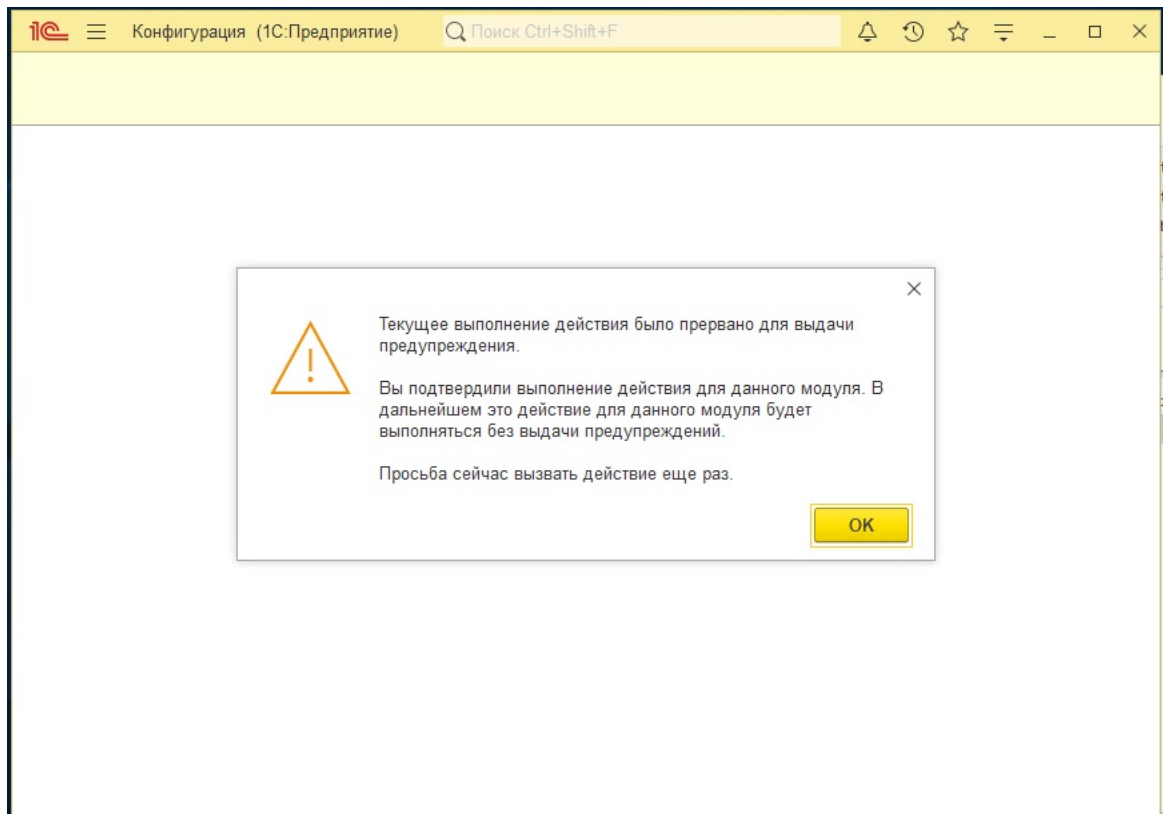 1С Конфигурация (1С:Предприятие) Поиск Ctrl+Shift+F
Текущее выполнение действия было прервано для выдачи
предупреждения.
Вы подтвердили выполнение действия для данного модуля. В
дальнейшем это действие для данного модуля будет
выполняться без выдачи предупреждений.
Просьба сейчас вызвать действие еще раз.
ОК